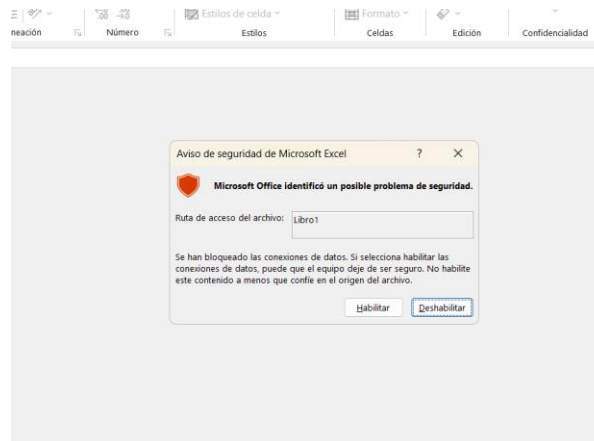 Estilos de celda
Formato
neación
Número
Estilos
Celdas
Edición
Confidencialidad
Aviso de seguridad de Microsoft Excel
?
Microsoft Office identificó un posible problema de seguridad.
Ruta de acceso del archivo: Libro1
Se han bloqueado las conexiones de datos. Si selecciona habilitar las
conexiones de datos, puede que el equipo deje de ser seguro. No habilite
este contenido a menos que confíe en el origen del archivo.
Habilitar
Deshabilitar